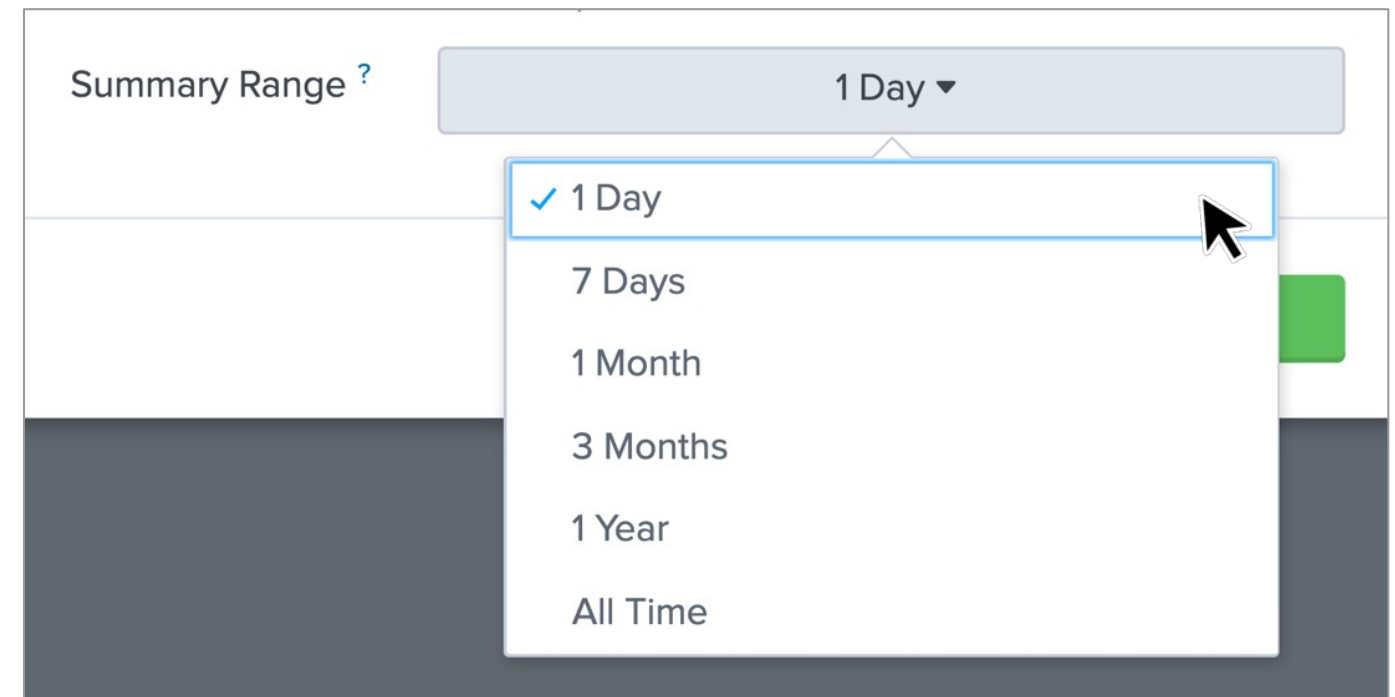 Summary Range ?
1 Day
1 Day
7 Days
1 Month
3 Months
1 Year
All Time